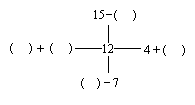 15−( )
( )+( ) 12 4+( )
( )−7